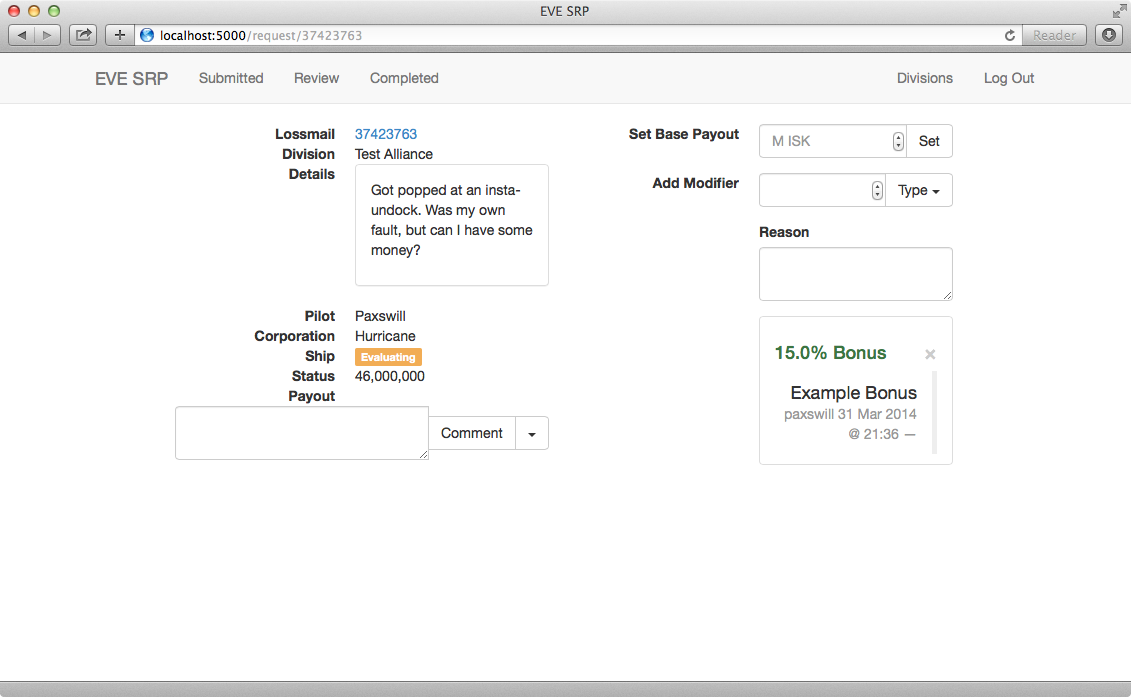 EVE SRP
localhost:5000/request/37423763
Reader
EVE SRP Submitted Review Completed Divisions Log Out
Lossmail 37423763
Division Test Alliance
Details
Got popped at an insta-
undock. Was my own
fault, but can I have some
money?
Pilot Paxswill
Corporation Hurricane
Ship Evaluating
Status 46,000,000
Payout
Comment
Set Base Payout M ISK Set
Add Modifier Type
Reason
15.0% Bonus ×
Example Bonus
paxswill 31 Mar 2014
@ 21:36 —